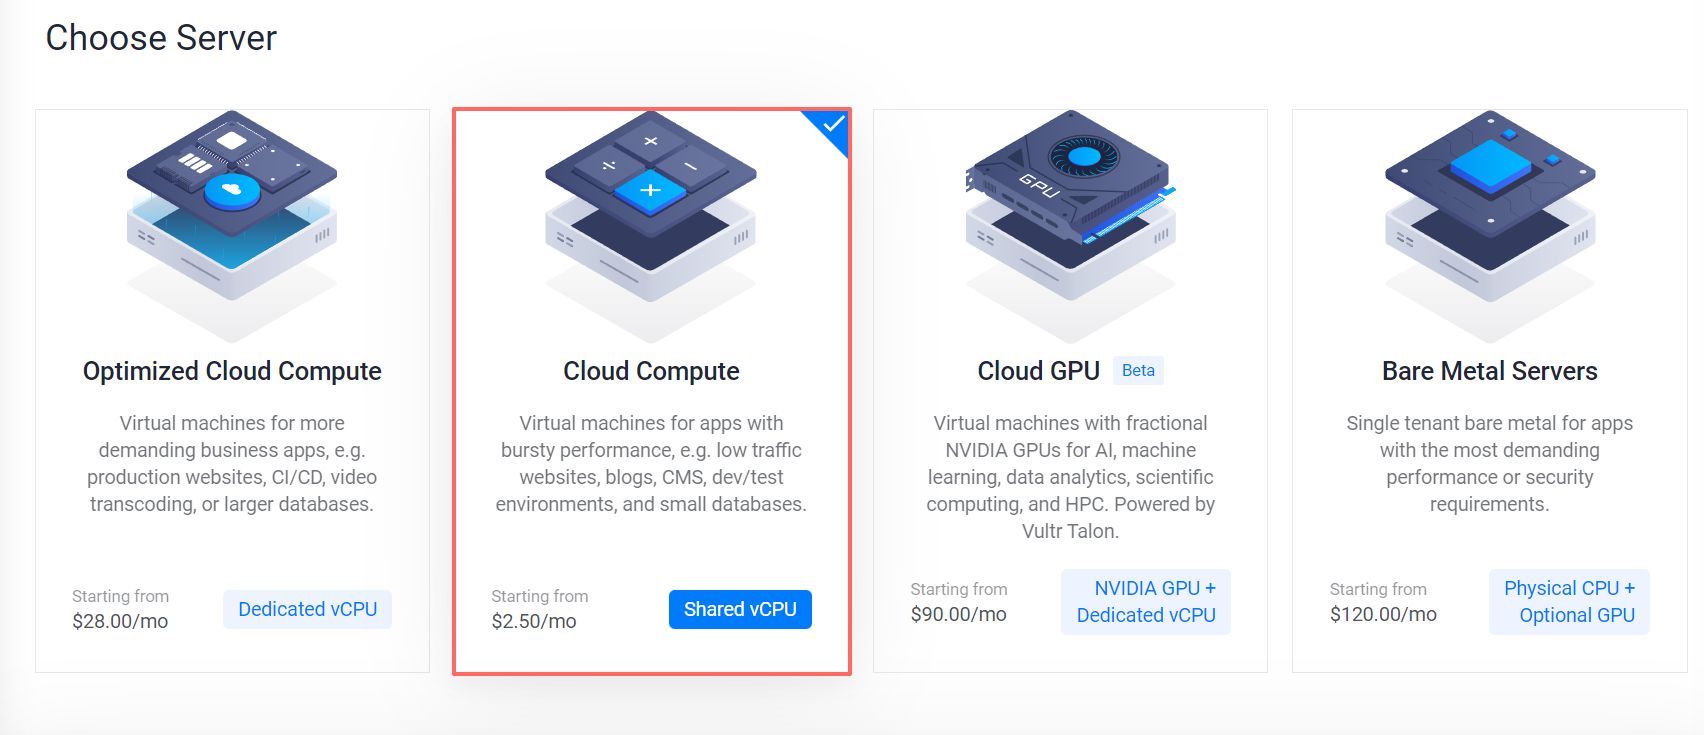 Choose Server
GPU
Optimized Cloud Compute
Virtual machines for more
demanding business apps, e.g.
production websites, CI/CD, video
transcoding, or larger databases.
Starting from
$28.00/mo
Dedicated vCPU
Cloud Compute
Virtual machines for apps with
bursty performance, e.g. low traffic
websites, blogs, CMS, dev/test
environments, and small databases.
Starting from
$2.50/mo
Shared vCPU
Cloud GPU Beta
Virtual machines with fractional
NVIDIA GPUs for AI, machine
learning, data analytics, scientific
computing, and HPC. Powered by
Vultr Talon.
Starting from
$90.00/mo
NVIDIA GPU +
Dedicated vCPU
Bare Metal Servers
Single tenant bare metal for apps
with the most demanding
performance or security
requirements.
Starting from
$120.00/mo
Physical CPU +
Optional GPU